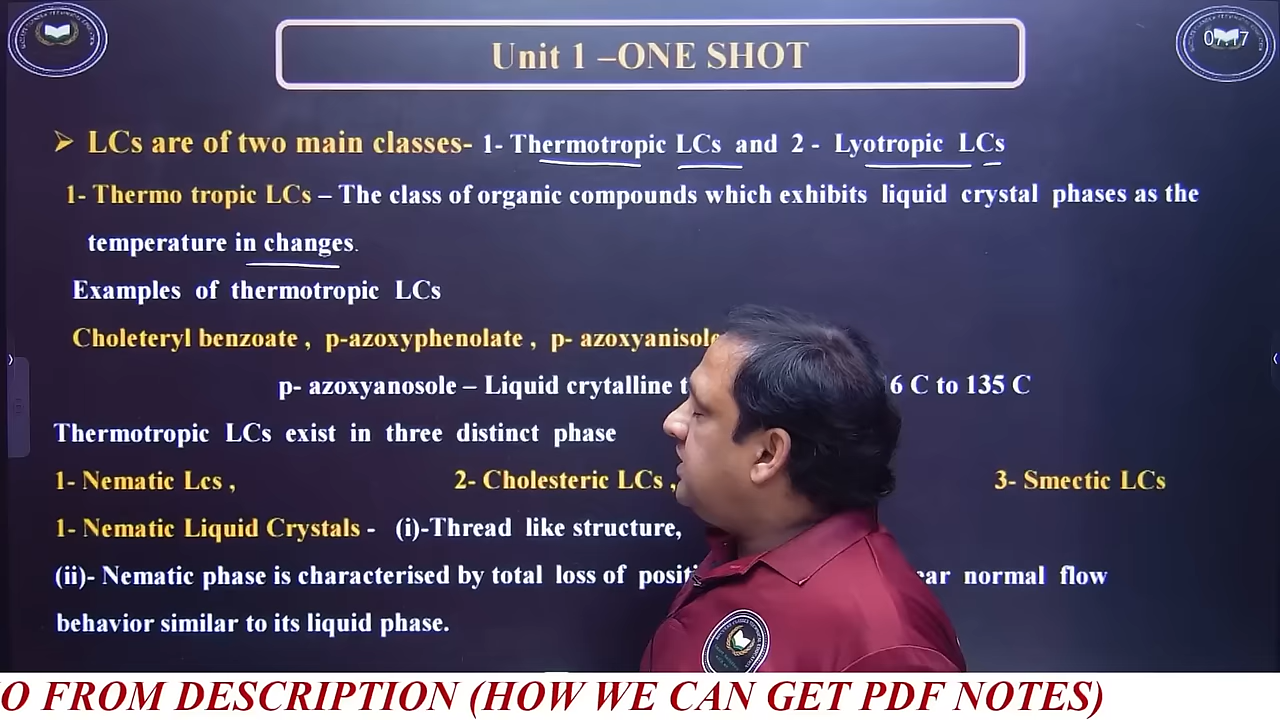 07:17
Unit 1 –ONE SHOT
➢ LCs are of two main classes- 1- Thermotropic LCs and 2 - Lyotropic LCs
1- Thermo tropic LCs – The class of organic compounds which exhibits liquid crystal phases as the
temperature in changes.
Examples of thermotropic LCs
Choleteryl benzoate , p-azoxyphenolate , p- azoxyanisole
p- azoxyanosole – Liquid crytalline 6 C to 135 C
Thermotropic LCs exist in three distinct phase
1- Nematic Lcs , 2- Cholesteric LCs , 3- Smectic LCs
1- Nematic Liquid Crystals - (i)-Thread like structure,
(ii)- Nematic phase is characterised by total loss of normal flow
behavior similar to its liquid phase.
O FROM DESCRIPTION (HOW WE CAN GET PDF NOTES)